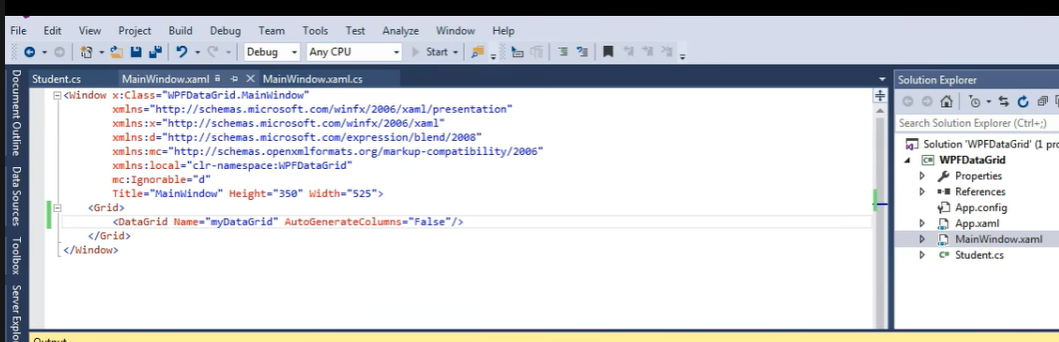 File Edit View Project Build Debug Team Tools Test Analyze Window Help
Debug Any CPU Start
Student.cs MainWindow.xaml MainWindow.xaml.cs
<Window x:Class="WPFDataGrid.MainWindow"
xmlns="http://schemas.microsoft.com/winfx/2006/xaml/presentation"
xmlns:x="http://schemas.microsoft.com/winfx/2006/xaml"
xmlns:d="http://schemas.microsoft.com/expression/blend/2008"
xmlns:mc="http://schemas.openxmlformats.org/markup-compatibility/2006"
xmlns:local="clr-namespace:WPFDataGrid"
mc:Ignorable="d"
Title="MainWindow" Height="350" Width="525">
<Grid>
<DataGrid Name="myDataGrid" AutoGenerateColumns="False"/>
</Grid>
</Window>
Document Outline
Data Sources
Toolbox
Server Explo
Solution Explorer
Search Solution Explorer (Ctrl+;)
Solution 'WPFDataGrid' (1 pro
C# WPFDataGrid
Properties
References
App.config
App.xaml
MainWindow.xaml
C# Student.cs
Output